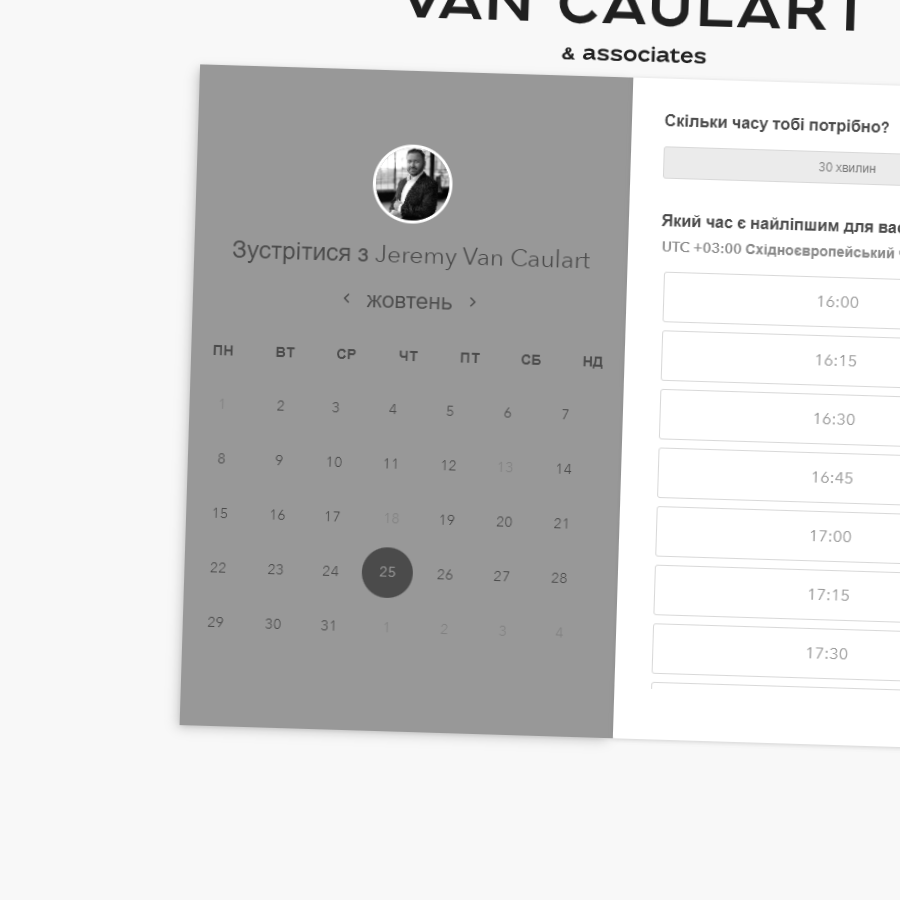 VAN CAULART
& associates
Зустрітися з Jeremy Van Caulart
жовтень
ПН ВТ СР ЧТ ПТ СБ НД
1 2 3 4 5 6 7
8 9 10 11 12 13 14
15 16 17 18 19 20 21
22 23 24 25 26 27 28
29 30 31 1 2 3 4
Скільки часу тобі потрібно?
30 хвилин
Який час є найліпшим для вас
UTC +03:00 Східноєвропейський
16:00
16:15
16:30
16:45
17:00
17:15
17:30